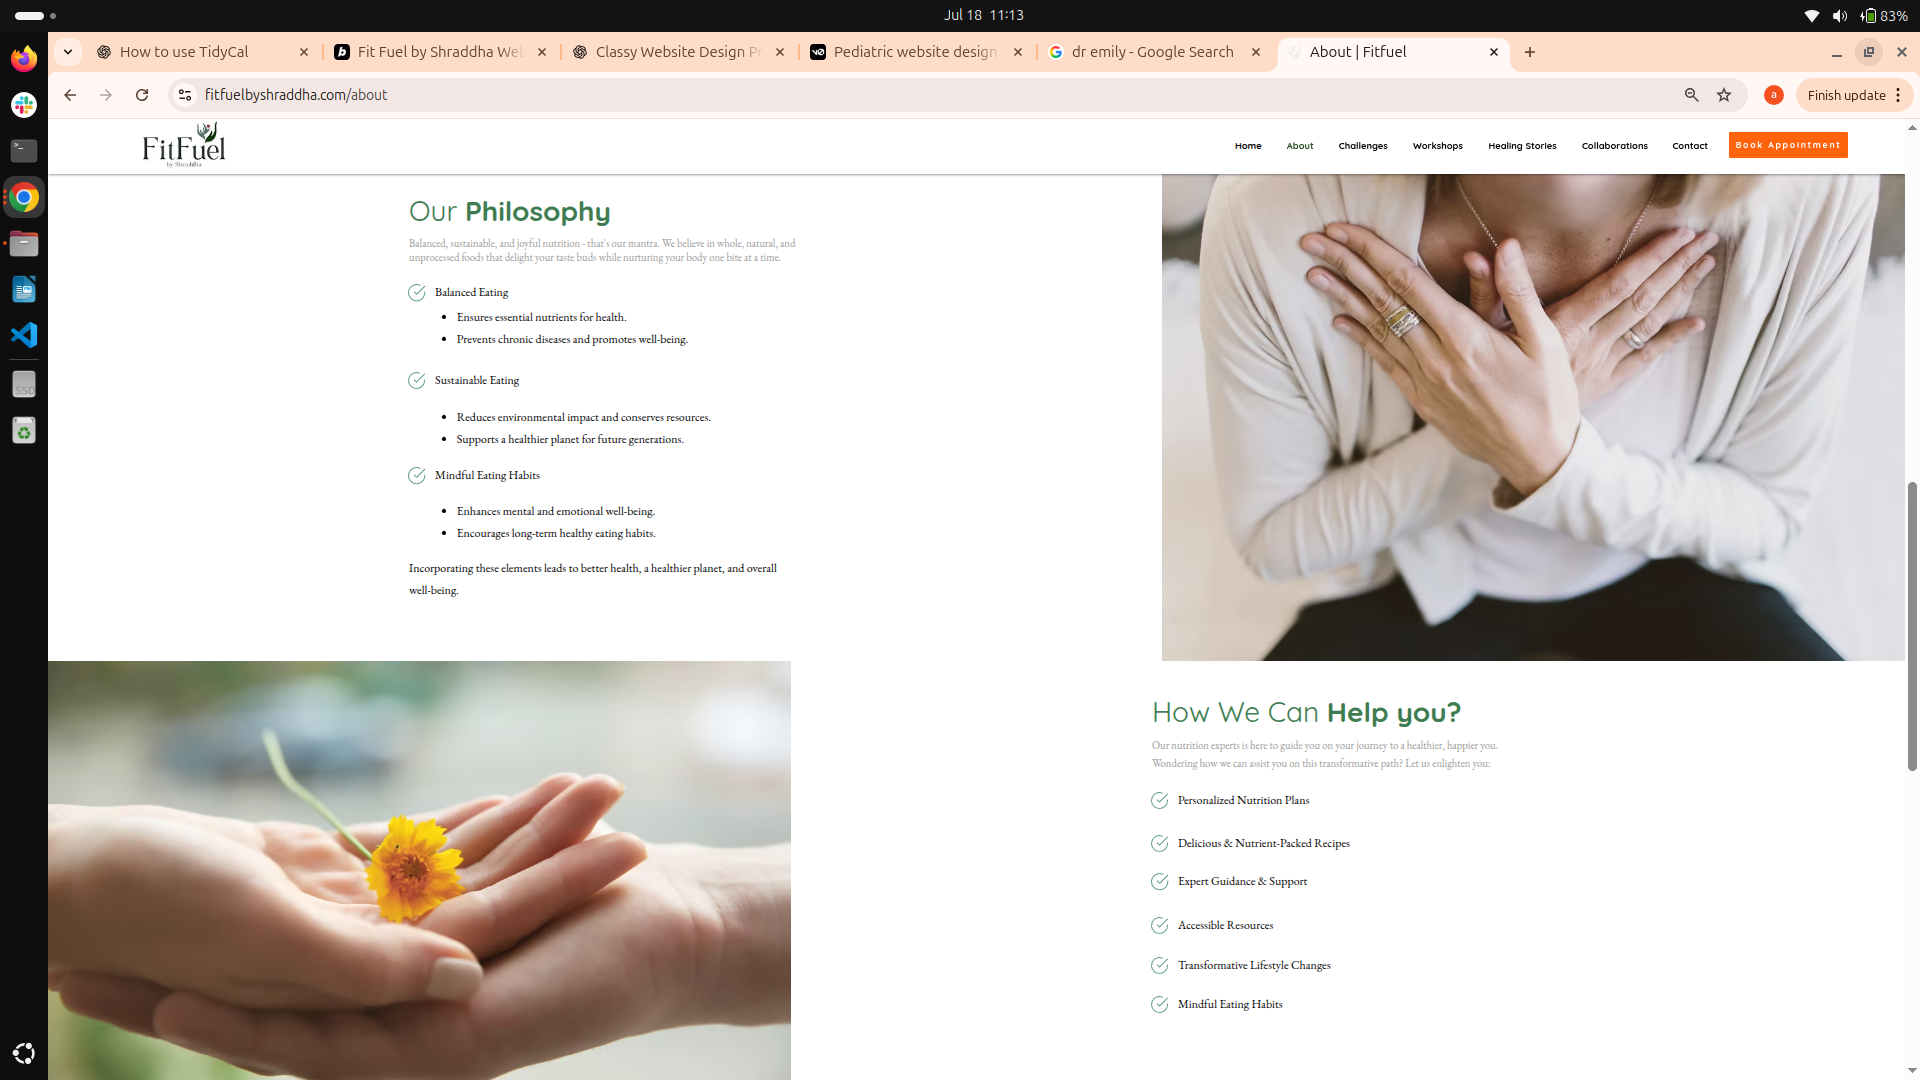 Jul 18 11:13
83%
How to use TidyCal
Fit Fuel by Shraddha Web
Classy Website Design Pr
Pediatric website design
dr emily - Google Search
About | Fitfuel
fitfuelbyshraddha.com/about
a
Finish update
FitFuel
by Shraddha
Home
About
Challenges
Workshops
Healing Stories
Collaborations
Contact
Book Appointment
Our Philosophy
Balanced, sustainable, and joyful nutrition - that's our mantra. We believe in whole, natural, and
unprocessed foods that delight your taste buds while nurturing your body one bite at a time.
Balanced Eating
Ensures essential nutrients for health.
Prevents chronic diseases and promotes well-being.
Sustainable Eating
Reduces environmental impact and conserves resources.
Supports a healthier planet for future generations.
Mindful Eating Habits
Enhances mental and emotional well-being.
Encourages long-term healthy eating habits.
Incorporating these elements leads to better health, a healthier planet, and overall
well-being.
How We Can Help you?
Our nutrition experts is here to guide you on your journey to a healthier, happier you.
Wondering how we can assist you on this transformative path? Let us enlighten you:
Personalized Nutrition Plans
Delicious & Nutrient-Packed Recipes
Expert Guidance & Support
Accessible Resources
Transformative Lifestyle Changes
Mindful Eating Habits
SSD